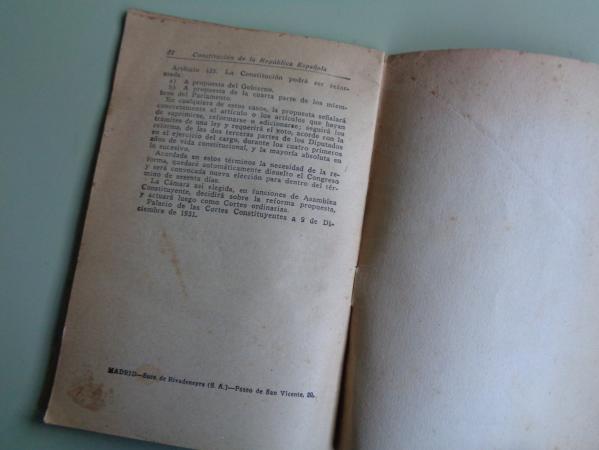 32 Constitución de la República Española
Artículo 125. La Constitución podrá ser refor-
mada:
a) A propuesta del Gobierno.
b) A propuesta de la cuarta parte de los miem-
bros del Parlamento.
En cualquiera de estos casos, la propuesta señalará
concretamente el artículo o los artículos que hayan
de suprimirse, reformarse o adicionarse; seguirá los
trámites de una ley y requerirá el voto, acorde con la
reforma, de las dos terceras partes de los Diputados
en el ejercicio del cargo, durante los cuatro primeros
años de vida constitucional, y la mayoría absoluta en
lo sucesivo.
Acordada en estos términos la necesidad de la re-
forma, quedará automáticamente disuelto el Congreso
y será convocada nueva elección para dentro del tér-
mino de sesenta días.
La Cámara así elegida, en funciones de Asamblea
Constituyente, decidirá sobre la reforma propuesta,
y actuará luego como Cortes ordinarias.
Palacio de las Cortes Constituyentes a 9 de Di-
ciembre de 1931.
MADRID—Sucs. de Rivadeneyra (S. A.)—Paseo de San Vicente, 20.